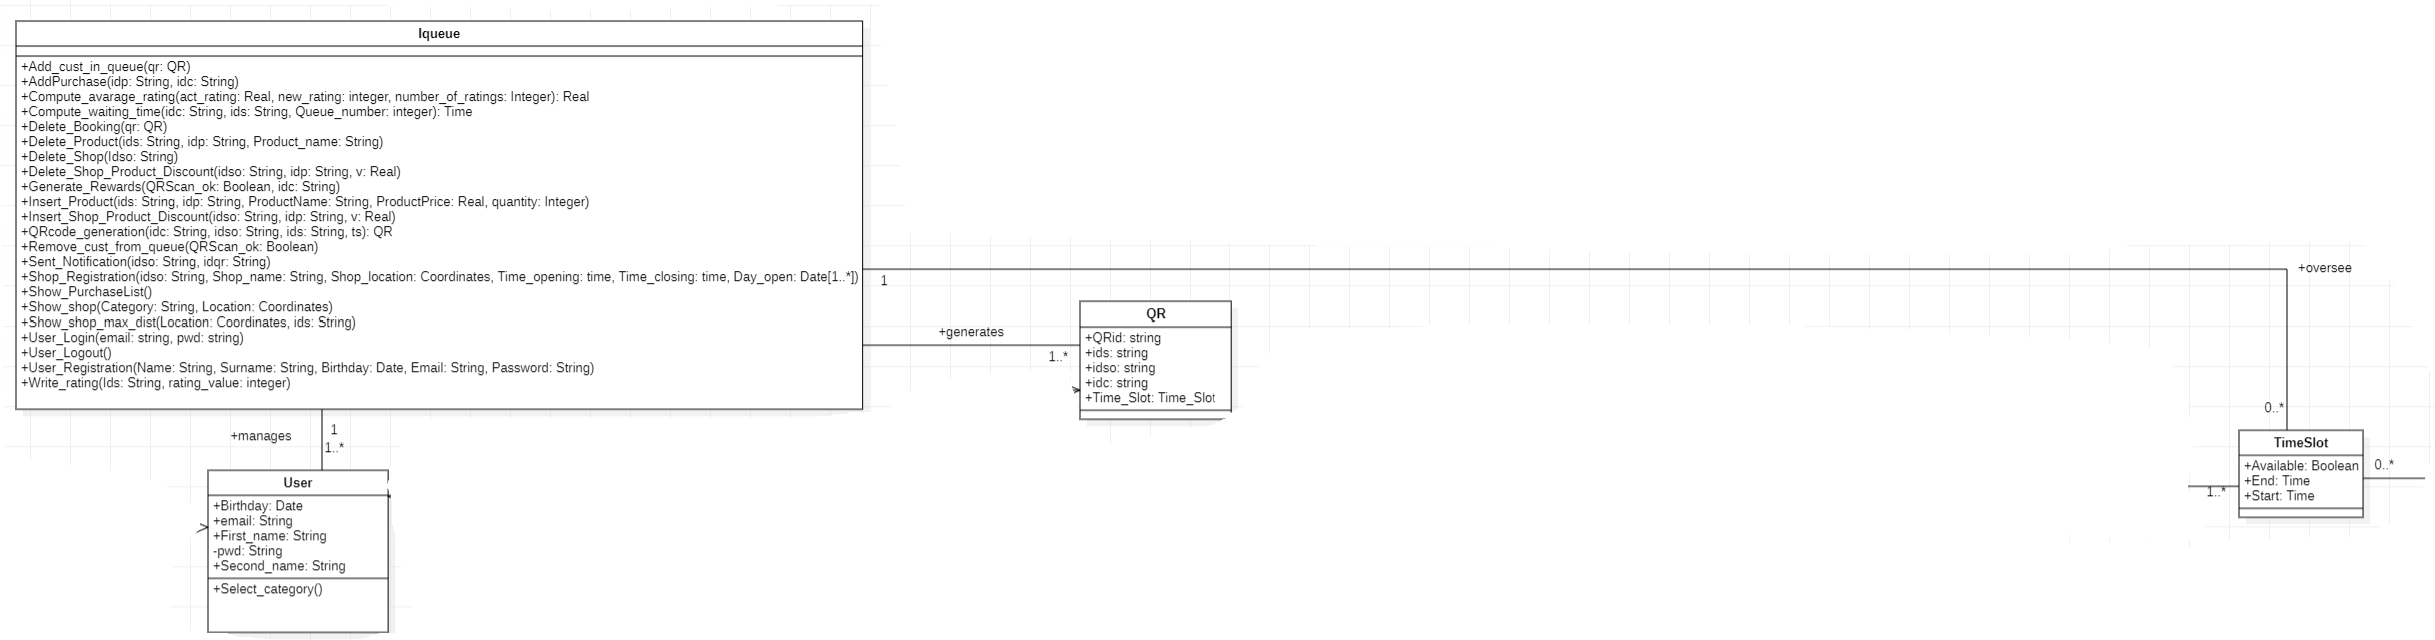 Iqueue
+Add_cust_in_queue(qr: QR)
+AddPurchase(idp: String, idc: String)
+Compute_avarage_rating(act_rating: Real, new_rating: integer, number_of_ratings: Integer): Real
+Compute_waiting_time(idc: String, ids: String, Queue_number: integer): Time
+Delete_Booking(qr: QR)
+Delete_Product(ids: String, idp: String, Product_name: String)
+Delete_Shop(Idso: String)
+Delete_Shop_Product_Discount(idso: String, idp: String, v: Real)
+Generate_Rewards(QRScan_ok: Boolean, idc: String)
+Insert_Product(ids: String, idp: String, ProductName: String, ProductPrice: Real, quantity: Integer)
+Insert_Shop_Product_Discount(idso: String, idp: String, v: Real)
+QRcode_generation(idc: String, idso: String, ids: String, ts): QR
+Remove_cust_from_queue(QRScan_ok: Boolean)
+Sent_Notification(idso: String, idqr: String)
+Shop_Registration(idso: String, Shop_name: String, Shop_location: Coordinates, Time_opening: time, Time_closing: time, Day_open: Date[1..*])
+Show_PurchaseList()
+Show_shop(Category: String, Location: Coordinates)
+Show_shop_max_dist(Location: Coordinates, ids: String)
+User_Login(email: string, pwd: string)
+User_Logout()
+User_Registration(Name: String, Surname: String, Birthday: Date, Email: String, Password: String)
+Write_rating(Ids: String, rating_value: integer)
1
+oversee
0..*
+generates
1..*
QR
+QRid: string
+ids: string
+idso: string
+idc: string
+Time_Slot: Time_Slot
+manages
1
1..*
User
+Birthday: Date
+email: String
+First_name: String
-pwd: String
+Second_name: String
+Select_category()
TimeSlot
+Available: Boolean
+End: Time
+Start: Time
0..*
1..*